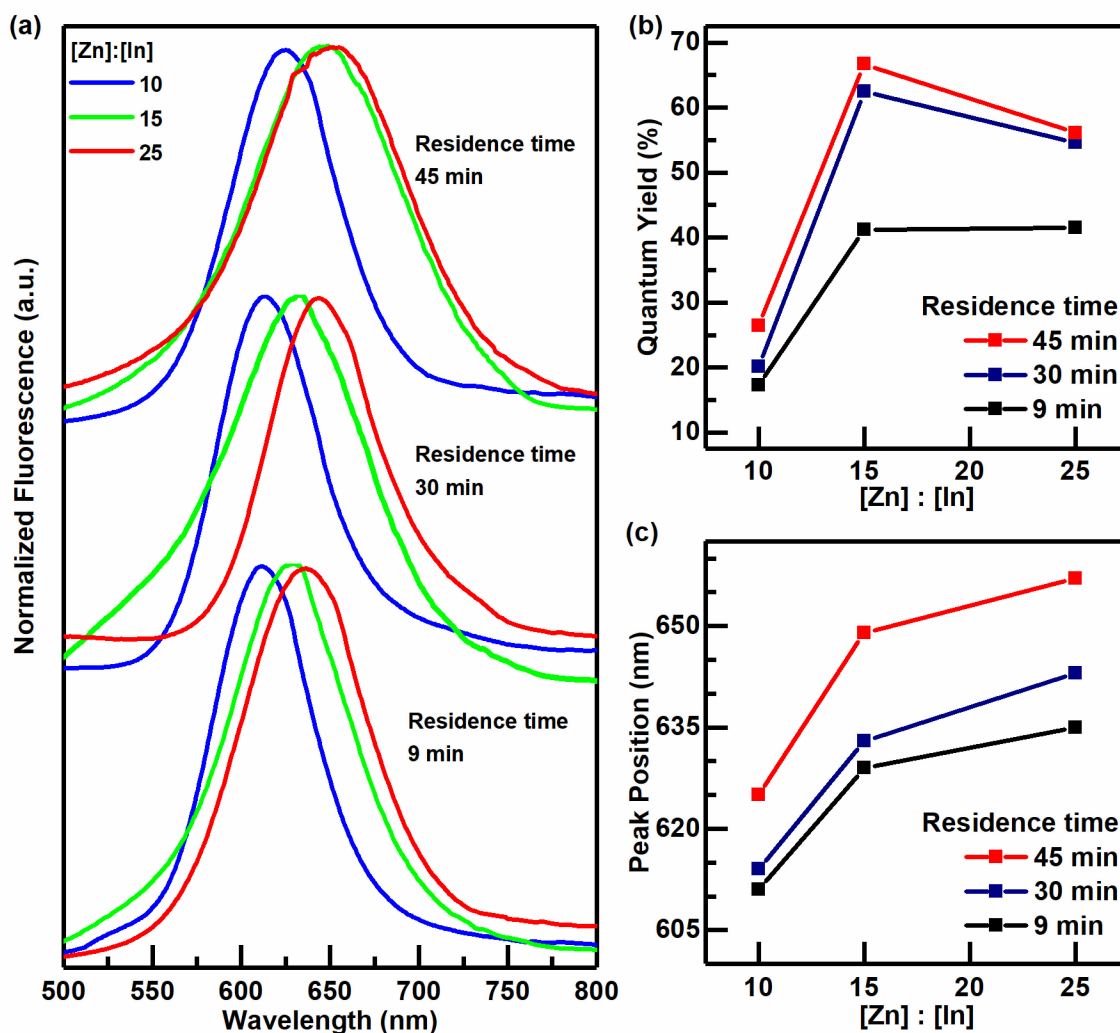 (a)
[Zn]:[In]
10
15
25
Residence time
45 min
Residence time
30 min
Residence time
9 min
Normalized Fluorescence (a.u.)
500 550 600 650 700 750 800
Wavelength (nm)
(b)
70
60
50
40
30
20
10
Quantum Yield (%)
Residence time
45 min
30 min
9 min
10 15 20 25
[Zn] : [In]
(c)
650
635
620
605
Peak Position (nm)
Residence time
45 min
30 min
9 min
10 15 20 25
[Zn] : [In]